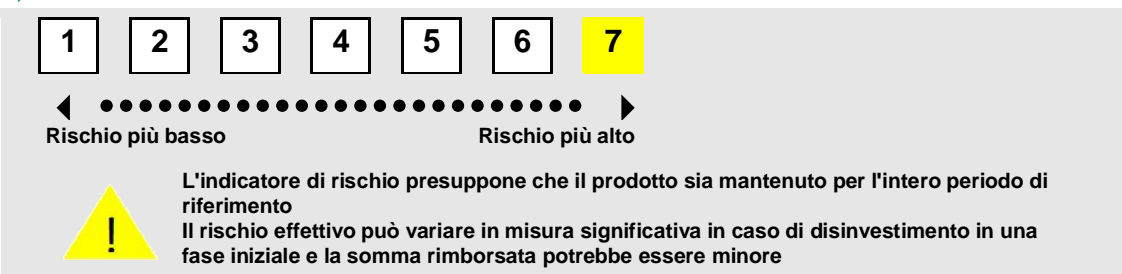 1 2 3 4 5 6 7
Rischio più basso Rischio più alto
L'indicatore di rischio presuppone che il prodotto sia mantenuto per l'intero periodo di
riferimento
Il rischio effettivo può variare in misura significativa in caso di disinvestimento in una
fase iniziale e la somma rimborsata potrebbe essere minore
!